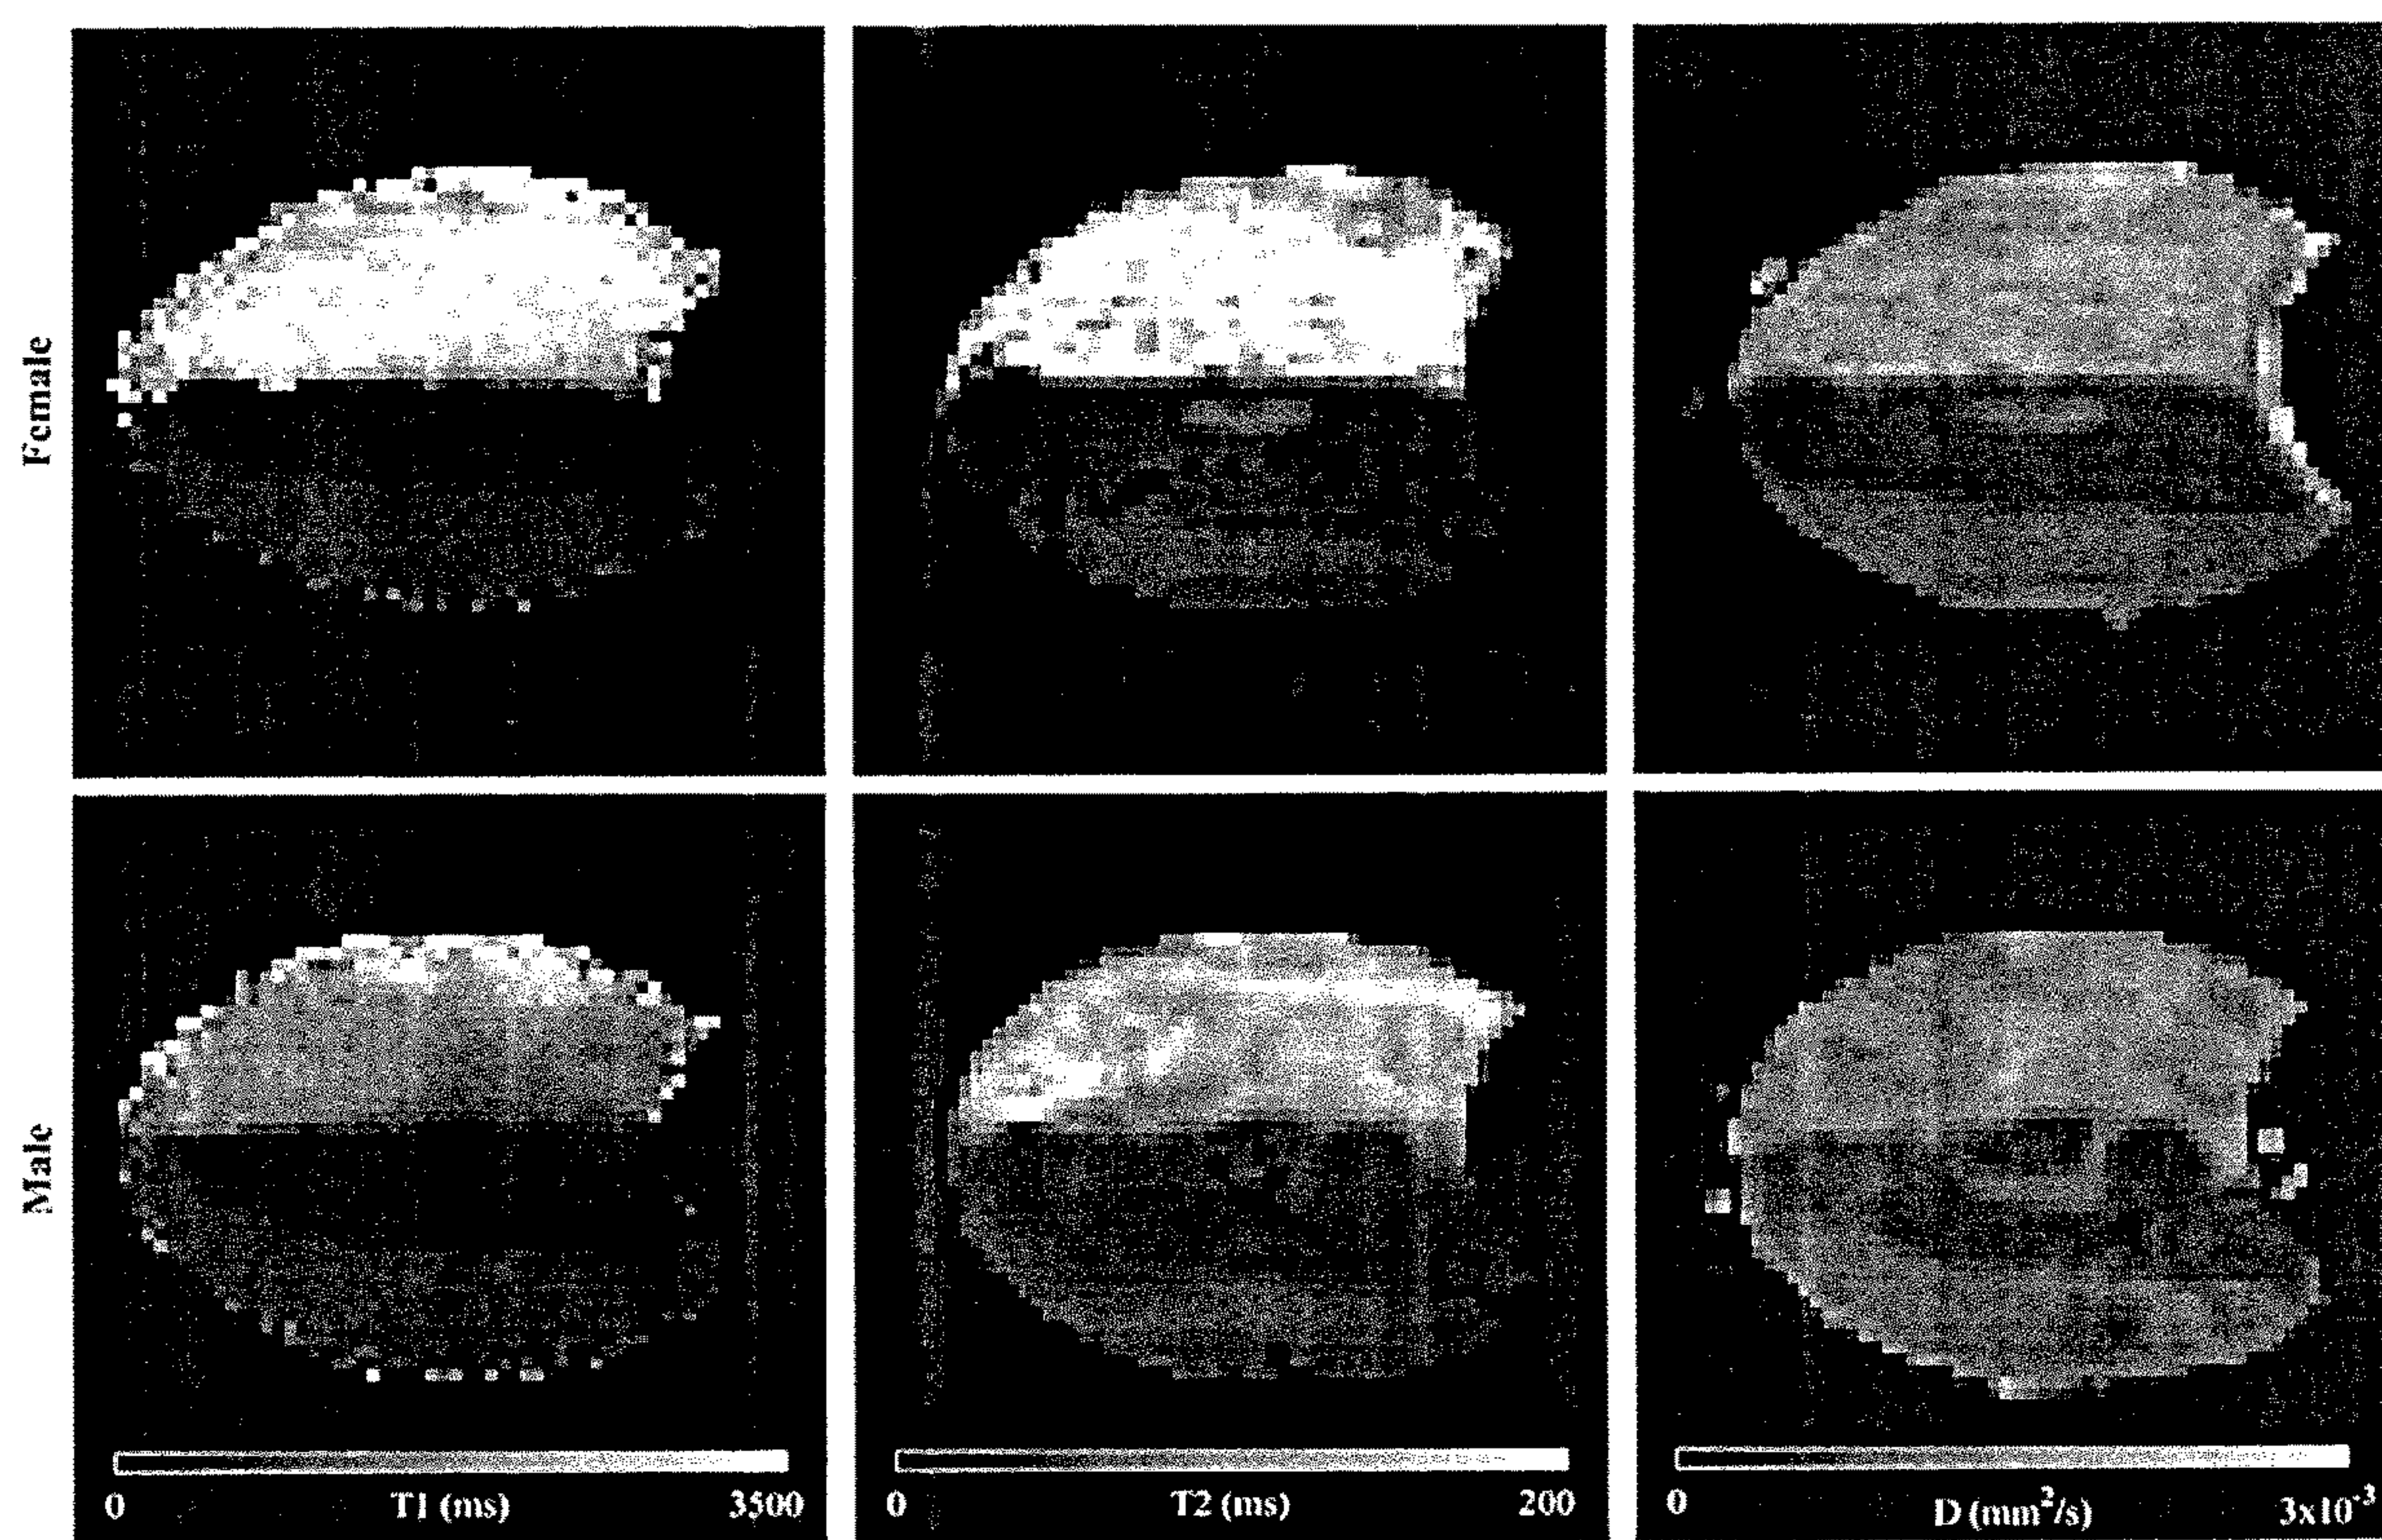 Female
Male
0 T1 (ms) 3500
0 T2 (ms) 200
0 D (mm²/s) 3x10⁻³